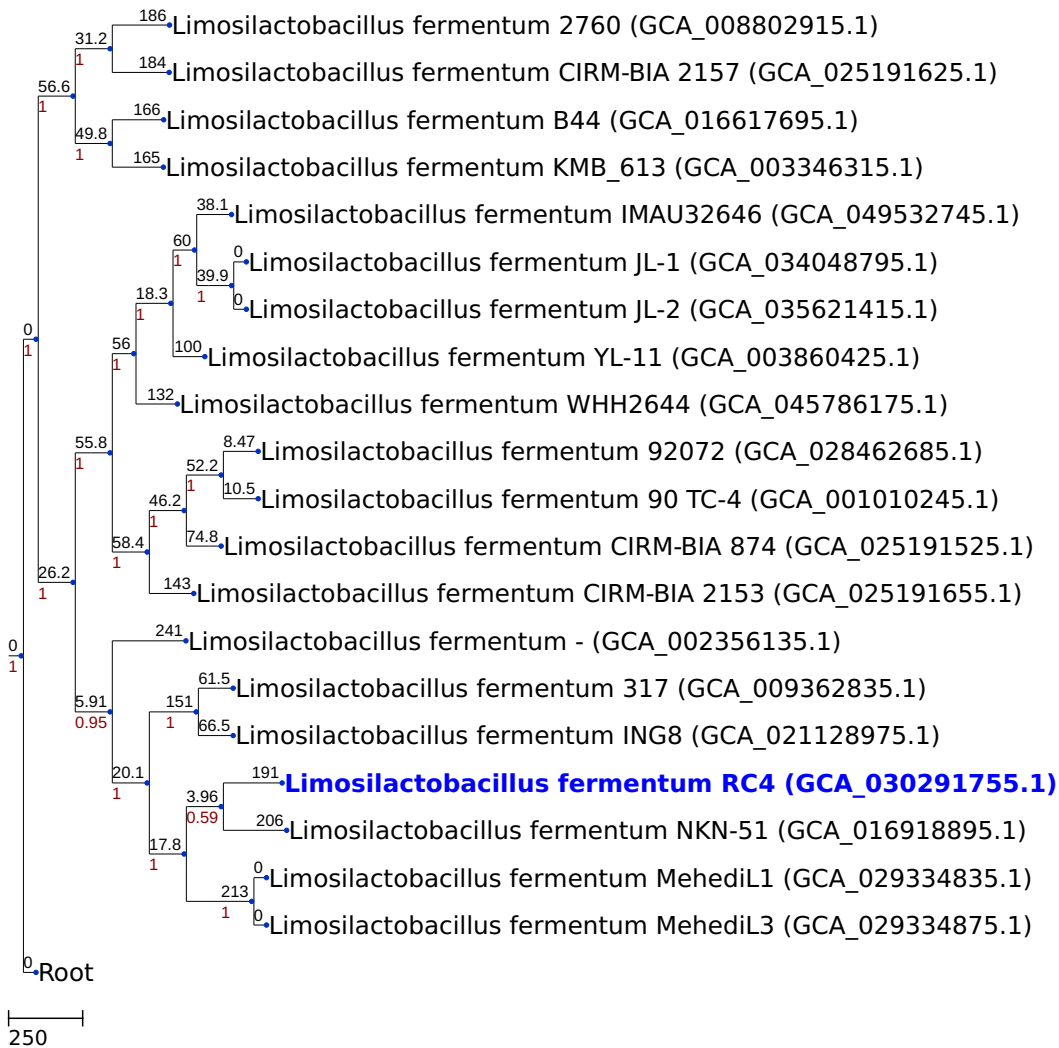 186
Limosilactobacillus fermentum 2760 (GCA_008802915.1)
31.2
1
184
Limosilactobacillus fermentum CIRM-BIA 2157 (GCA_025191625.1)
56.6
1
166
Limosilactobacillus fermentum B44 (GCA_016617695.1)
49.8
1
165
Limosilactobacillus fermentum KMB_613 (GCA_003346315.1)
38.1
Limosilactobacillus fermentum IMAU32646 (GCA_049532745.1)
60
1
0
Limosilactobacillus fermentum JL-1 (GCA_034048795.1)
39.9
1
0
Limosilactobacillus fermentum JL-2 (GCA_035621415.1)
18.3
1
0
1
100
Limosilactobacillus fermentum YL-11 (GCA_003860425.1)
56
1
132
Limosilactobacillus fermentum WHH2644 (GCA_045786175.1)
55.8
1
8.47
Limosilactobacillus fermentum 92072 (GCA_028462685.1)
52.2
1
10.5
Limosilactobacillus fermentum 90 TC-4 (GCA_001010245.1)
46.2
1
74.8
Limosilactobacillus fermentum CIRM-BIA 874 (GCA_025191525.1)
58.4
1
143
Limosilactobacillus fermentum CIRM-BIA 2153 (GCA_025191655.1)
26.2
1
241
Limosilactobacillus fermentum - (GCA_002356135.1)
0
1
61.5
Limosilactobacillus fermentum 317 (GCA_009362835.1)
5.91
0.95
151
1
66.5
Limosilactobacillus fermentum ING8 (GCA_021128975.1)
20.1
1
191
Limosilactobacillus fermentum RC4 (GCA_030291755.1)
3.96
0.59
206
Limosilactobacillus fermentum NKN-51 (GCA_016918895.1)
17.8
1
0
Limosilactobacillus fermentum MehediL1 (GCA_029334835.1)
213
1
0
Limosilactobacillus fermentum MehediL3 (GCA_029334875.1)
0
Root
250